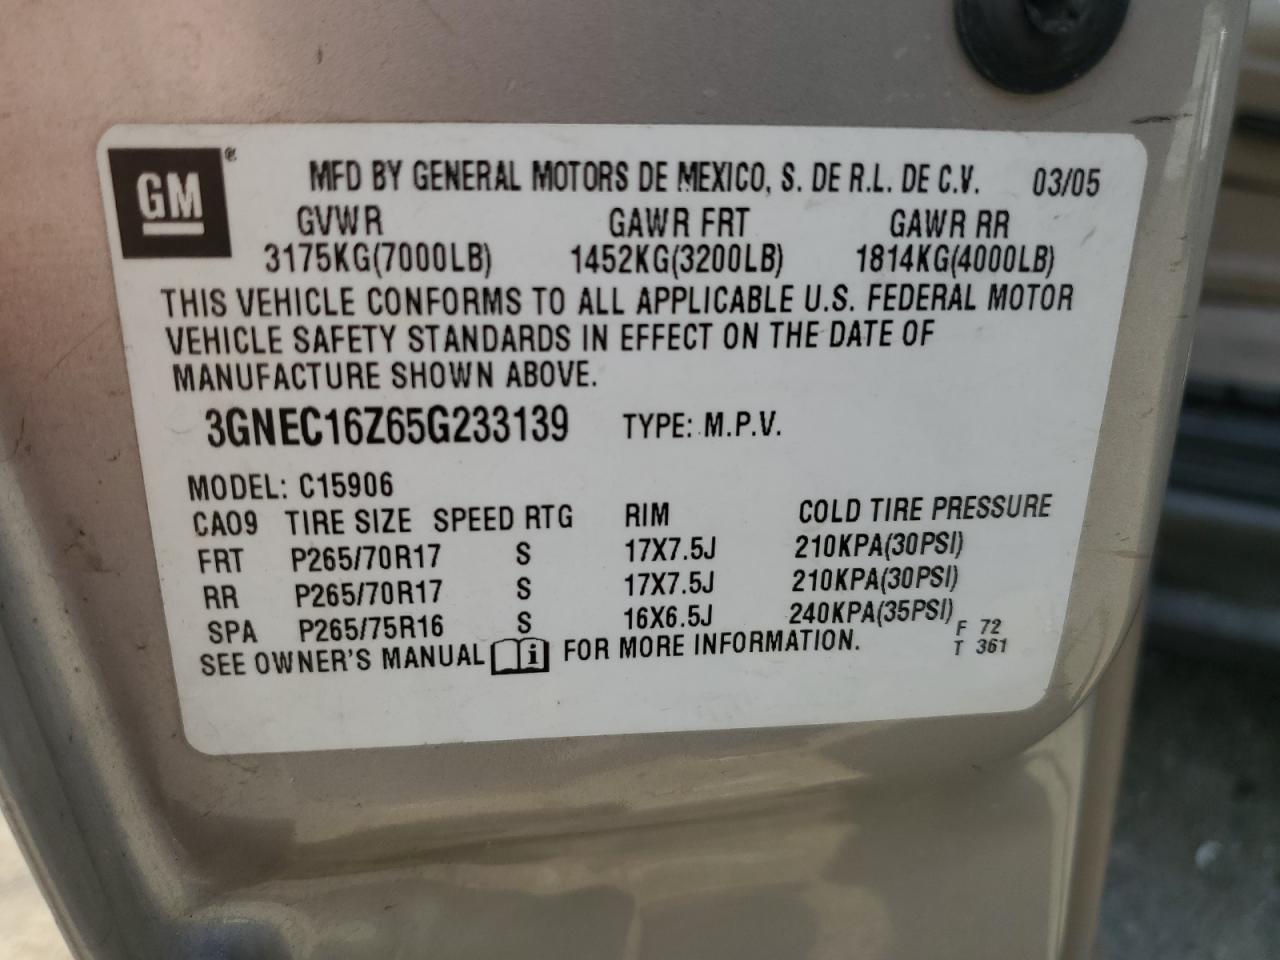 GM ®
MFD BY GENERAL MOTORS DE MEXICO, S. DE R.L. DE C.V. 03/05
GVWR GAWR FRT GAWR RR
3175KG(7000LB) 1452KG(3200LB) 1814KG(4000LB)
THIS VEHICLE CONFORMS TO ALL APPLICABLE U.S. FEDERAL MOTOR
VEHICLE SAFETY STANDARDS IN EFFECT ON THE DATE OF
MANUFACTURE SHOWN ABOVE.
3GNEC16Z65G233139 TYPE: M.P.V.
MODEL: C15906
CA09 TIRE SIZE SPEED RTG RIM COLD TIRE PRESSURE
FRT P265/70R17 S 17X7.5J 210KPA(30PSI)
RR P265/70R17 S 17X7.5J 210KPA(30PSI)
SPA P265/75R16 S 16X6.5J 240KPA(35PSI)
SEE OWNER'S MANUAL i FOR MORE INFORMATION.
F 72
T 361